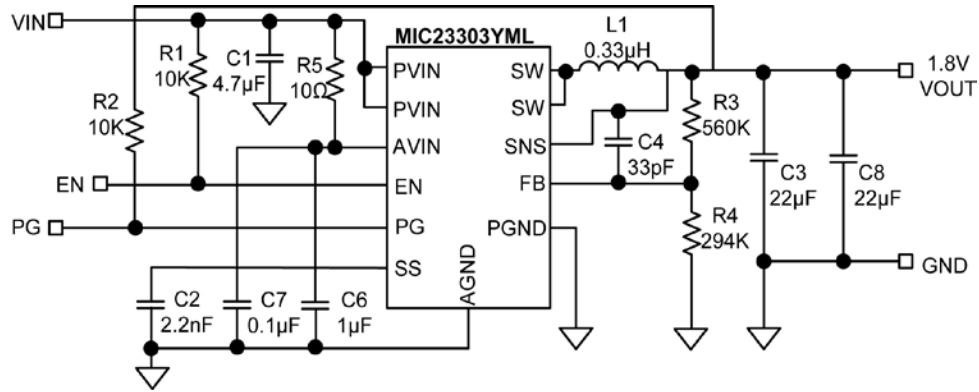 VIN
R1
10K
C1
4.7µF
R5
10Ω
R2
10K
EN
PG
MIC23303YML
PVIN
PVIN
AVIN
EN
PG
SS
AGND
SW
SW
SNS
FB
PGND
L1
0.33µH
C4
33pF
R3
560K
R4
294K
C3
22µF
C8
22µF
1.8V
VOUT
GND
C2
2.2nF
C7
0.1µF
C6
1µF